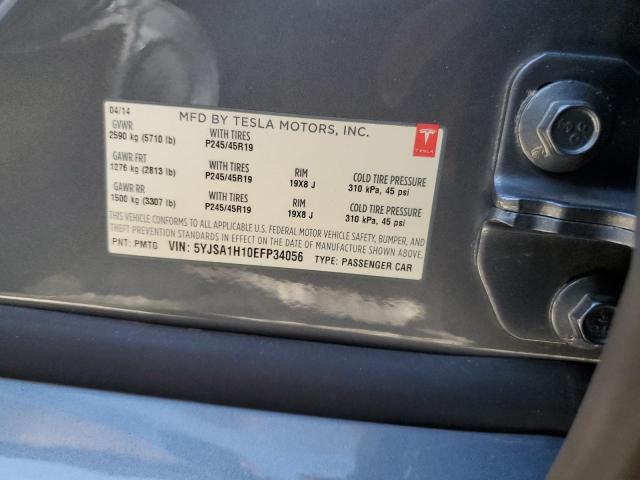 04/14
MFD BY TESLA MOTORS, INC.
TESLA
GVWR
2590 kg (5710 lb)
WITH TIRES
P245/45R19
GAWR FRT
1276 kg (2813 lb)
WITH TIRES
P245/45R19
RIM
19X8 J
COLD TIRE PRESSURE
310 kPa, 45 psi
GAWR RR
1500 kg (3307 lb)
WITH TIRES
P245/45R19
RIM
19X8 J
COLD TIRE PRESSURE
310 kPa, 45 psi
THIS VEHICLE CONFORMS TO ALL APPLICABLE U.S. FEDERAL MOTOR VEHICLE SAFETY, BUMPER, AND
THEFT PREVENTION STANDARDS IN EFFECT ON THE DATE OF MANUFACTURE SHOWN ABOVE.
PNT: PMTG VIN: 5YJSA1H10EFP34056 TYPE: PASSENGER CAR